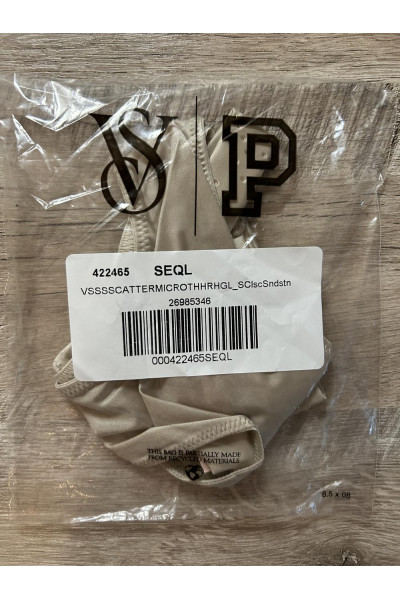 VS
P
422465 SEQL
VSSSSCATTERMICROTHHRHGL_SClscSndstn
26985346
000422465SEQL
THIS BAG IS PARTIALLY MADE
FROM RECYCLED MATERIALS
8.5 x 08